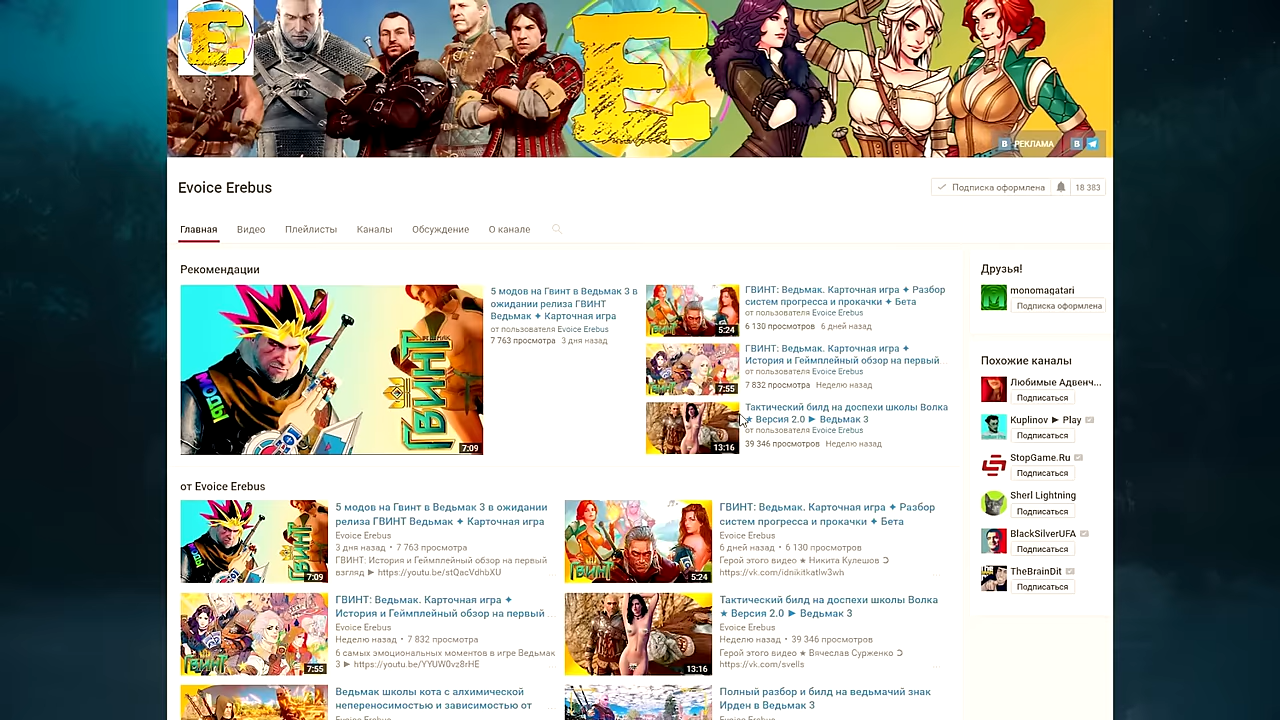 E
E.
В РЕКЛАМА
В
Evoice Erebus
Подписка оформлена
18 383
Главная
Видео
Плейлисты
Каналы
Обсуждение
О канале
Рекомендации
ГВИНТ
МОДЫ
7:09
5 модов на Гвинт в Ведьмак 3 в
ожидании релиза ГВИНТ
Ведьмак ✦ Карточная игра
от пользователя Evoice Erebus
7 763 просмотра 3 дня назад
ГВИНТ
5:24
ГВИНТ: Ведьмак. Карточная игра ✦ Разбор
систем прогресса и прокачки ✦ Бета
от пользователя Evoice Erebus
6 130 просмотров 6 дней назад
ГВИНТ
7:55
ГВИНТ: Ведьмак. Карточная игра ✦
История и Геймплейный обзор на первый...
от пользователя Evoice Erebus
7 832 просмотра Неделю назад
13:16
Тактический билд на доспехи школы Волка
★ Версия 2.0 ► Ведьмак 3
от пользователя Evoice Erebus
39 346 просмотров Неделю назад
от Evoice Erebus
ГВИНТ
7:09
5 модов на Гвинт в Ведьмак 3 в ожидании
релиза ГВИНТ Ведьмак ✦ Карточная игра
Evoice Erebus
3 дня назад • 7 763 просмотра
ГВИНТ: История и Геймплейный обзор на первый
взгляд ► https://youtu.be/stQacVdhbXU
ГВИНТ
5:24
ГВИНТ: Ведьмак. Карточная игра ✦ Разбор
систем прогресса и прокачки ✦ Бета
Evoice Erebus
6 дней назад • 6 130 просмотров
Герой этого видео ★ Никита Кулешов Ͻ
https://vk.com/idnikitkatlw3wh
ГВИНТ
7:55
ГВИНТ: Ведьмак. Карточная игра ✦
История и Геймплейный обзор на первый ...
Evoice Erebus
Неделю назад • 7 832 просмотра
6 самых эмоциональных моментов в игре Ведьмак
3 ► https://youtu.be/YYUW0vz8rHE
13:16
Тактический билд на доспехи школы Волка
★ Версия 2.0 ► Ведьмак 3
Evoice Erebus
Неделю назад • 39 346 просмотров
Герой этого видео ★ Вячеслав Сурженко Ͻ
https://vk.com/svells
Ведьмак школы кота с алхимической
непереносимостью и зависимостью от
Полный разбор и билд на ведьмачий знак
Ирден в Ведьмак 3
Друзья!
monomagatari
Подписка оформлена
Похожие каналы
Любимые Адвенч...
Подписаться
Kuplinov ► Play
Подписаться
StopGame.Ru
Подписаться
Sherl Lightning
Подписаться
BlackSilverUFA
Подписаться
TheBrainDit
Подписаться